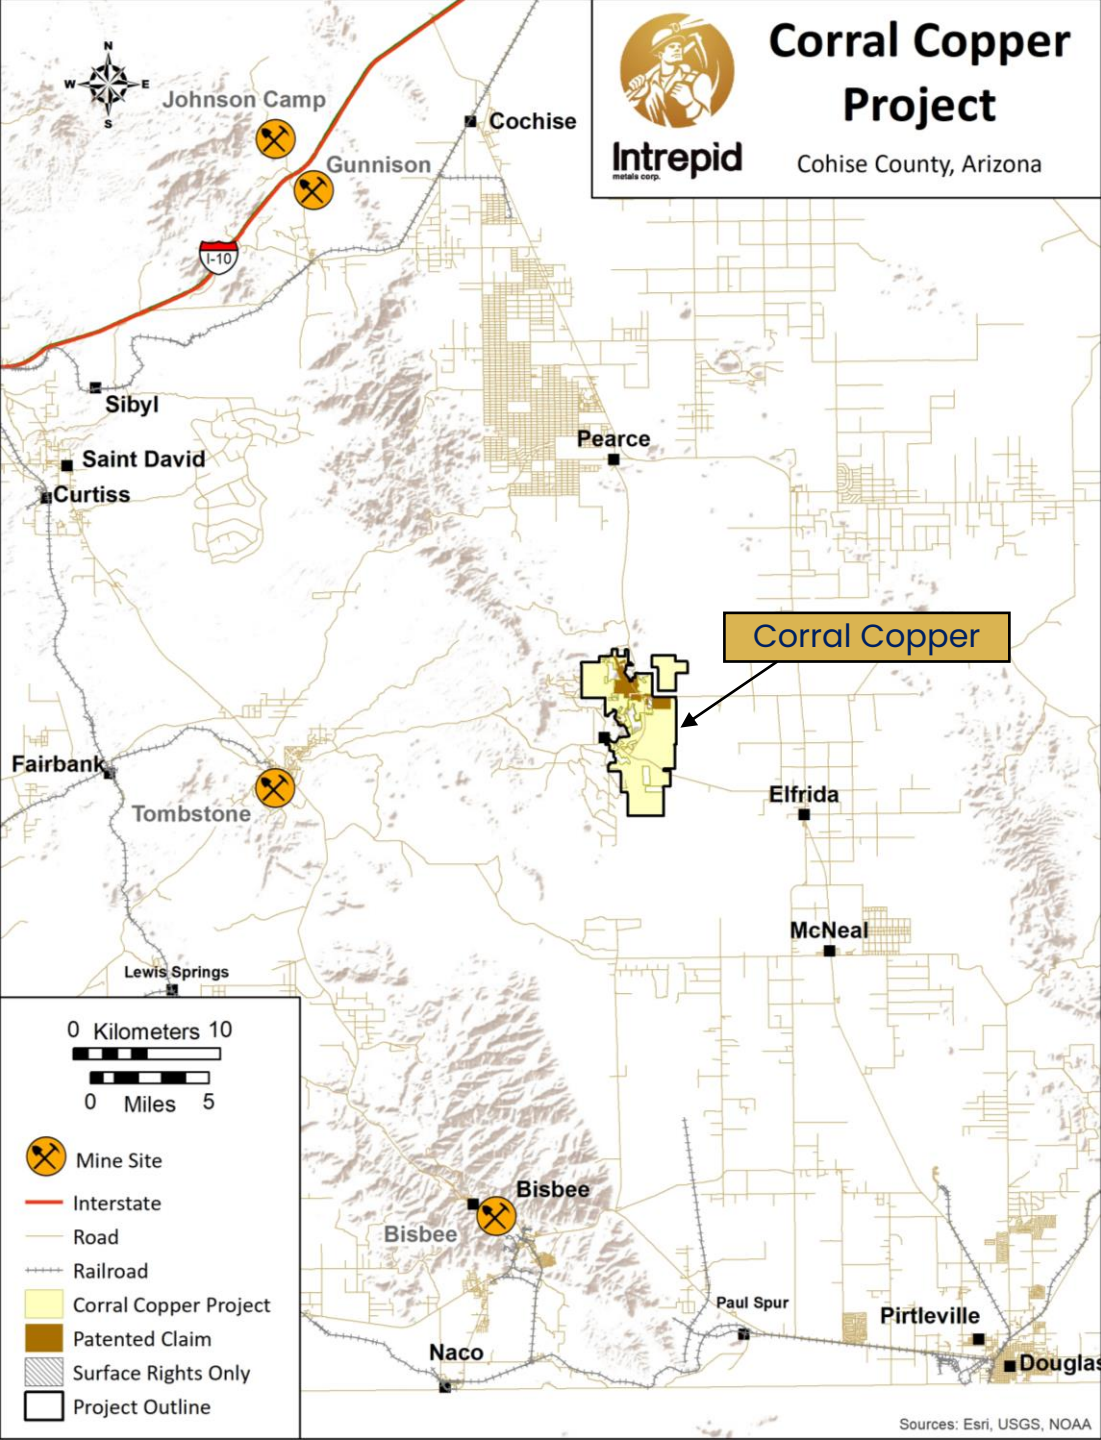 Corral Copper
Project
Cohise County, Arizona
Intrepid
metals corp.
N
W
E
S
Johnson Camp
Gunnison
Cochise
I-10
Sibyl
Saint David
Curtiss
Pearce
Corral Copper
Fairbank
Tombstone
Elfrida
McNeal
Lewis Springs
0 Kilometers 10
0 Miles 5
Mine Site
Interstate
Road
Railroad
Corral Copper Project
Patented Claim
Surface Rights Only
Project Outline
Bisbee
Bisbee
Paul Spur
Pirtleville
Naco
Douglas
Sources: Esri, USGS, NOAA